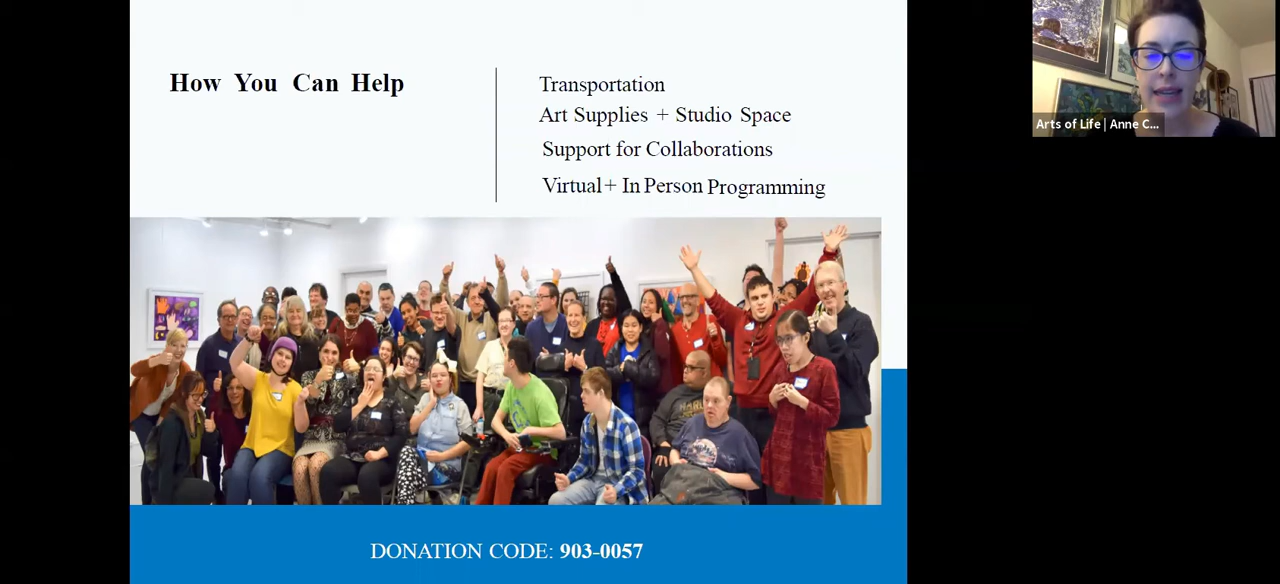 How You Can Help
Transportation
Art Supplies + Studio Space
Support for Collaborations
Virtual + In Person Programming
DONATION CODE: 903-0057
Arts of Life | Anne C...